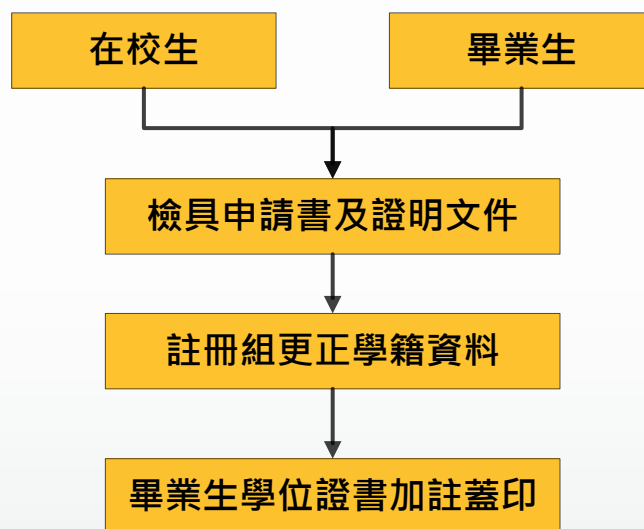 在校生
畢業生
檢具申請書及證明文件
註冊組更正學籍資料
畢業生學位證書加註蓋印